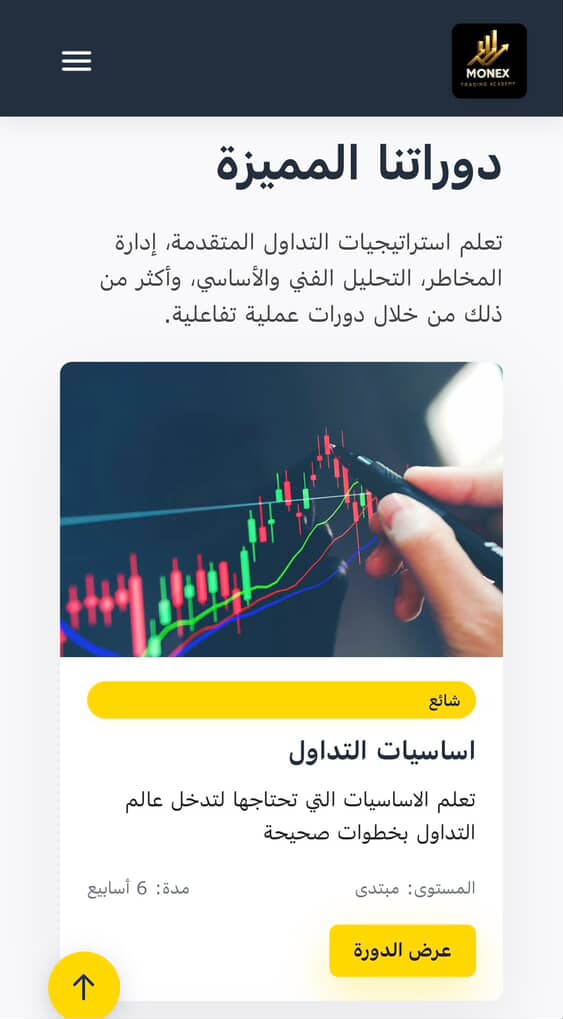 MONEX
TRADING ACADEMY
دوراتنا المميزة
تعلم استراتيجيات التداول المتقدمة، إدارة
المخاطر، التحليل الفني والأساسي، وأكثر من
ذلك من خلال دورات عملية تفاعلية.
شائع
اساسيات التداول
تعلم الاساسيات التي تحتاجها لتدخل عالم
التداول بخطوات صحيحة
المستوى: مبتدى
مدة: 6 أسابيع
عرض الدورة